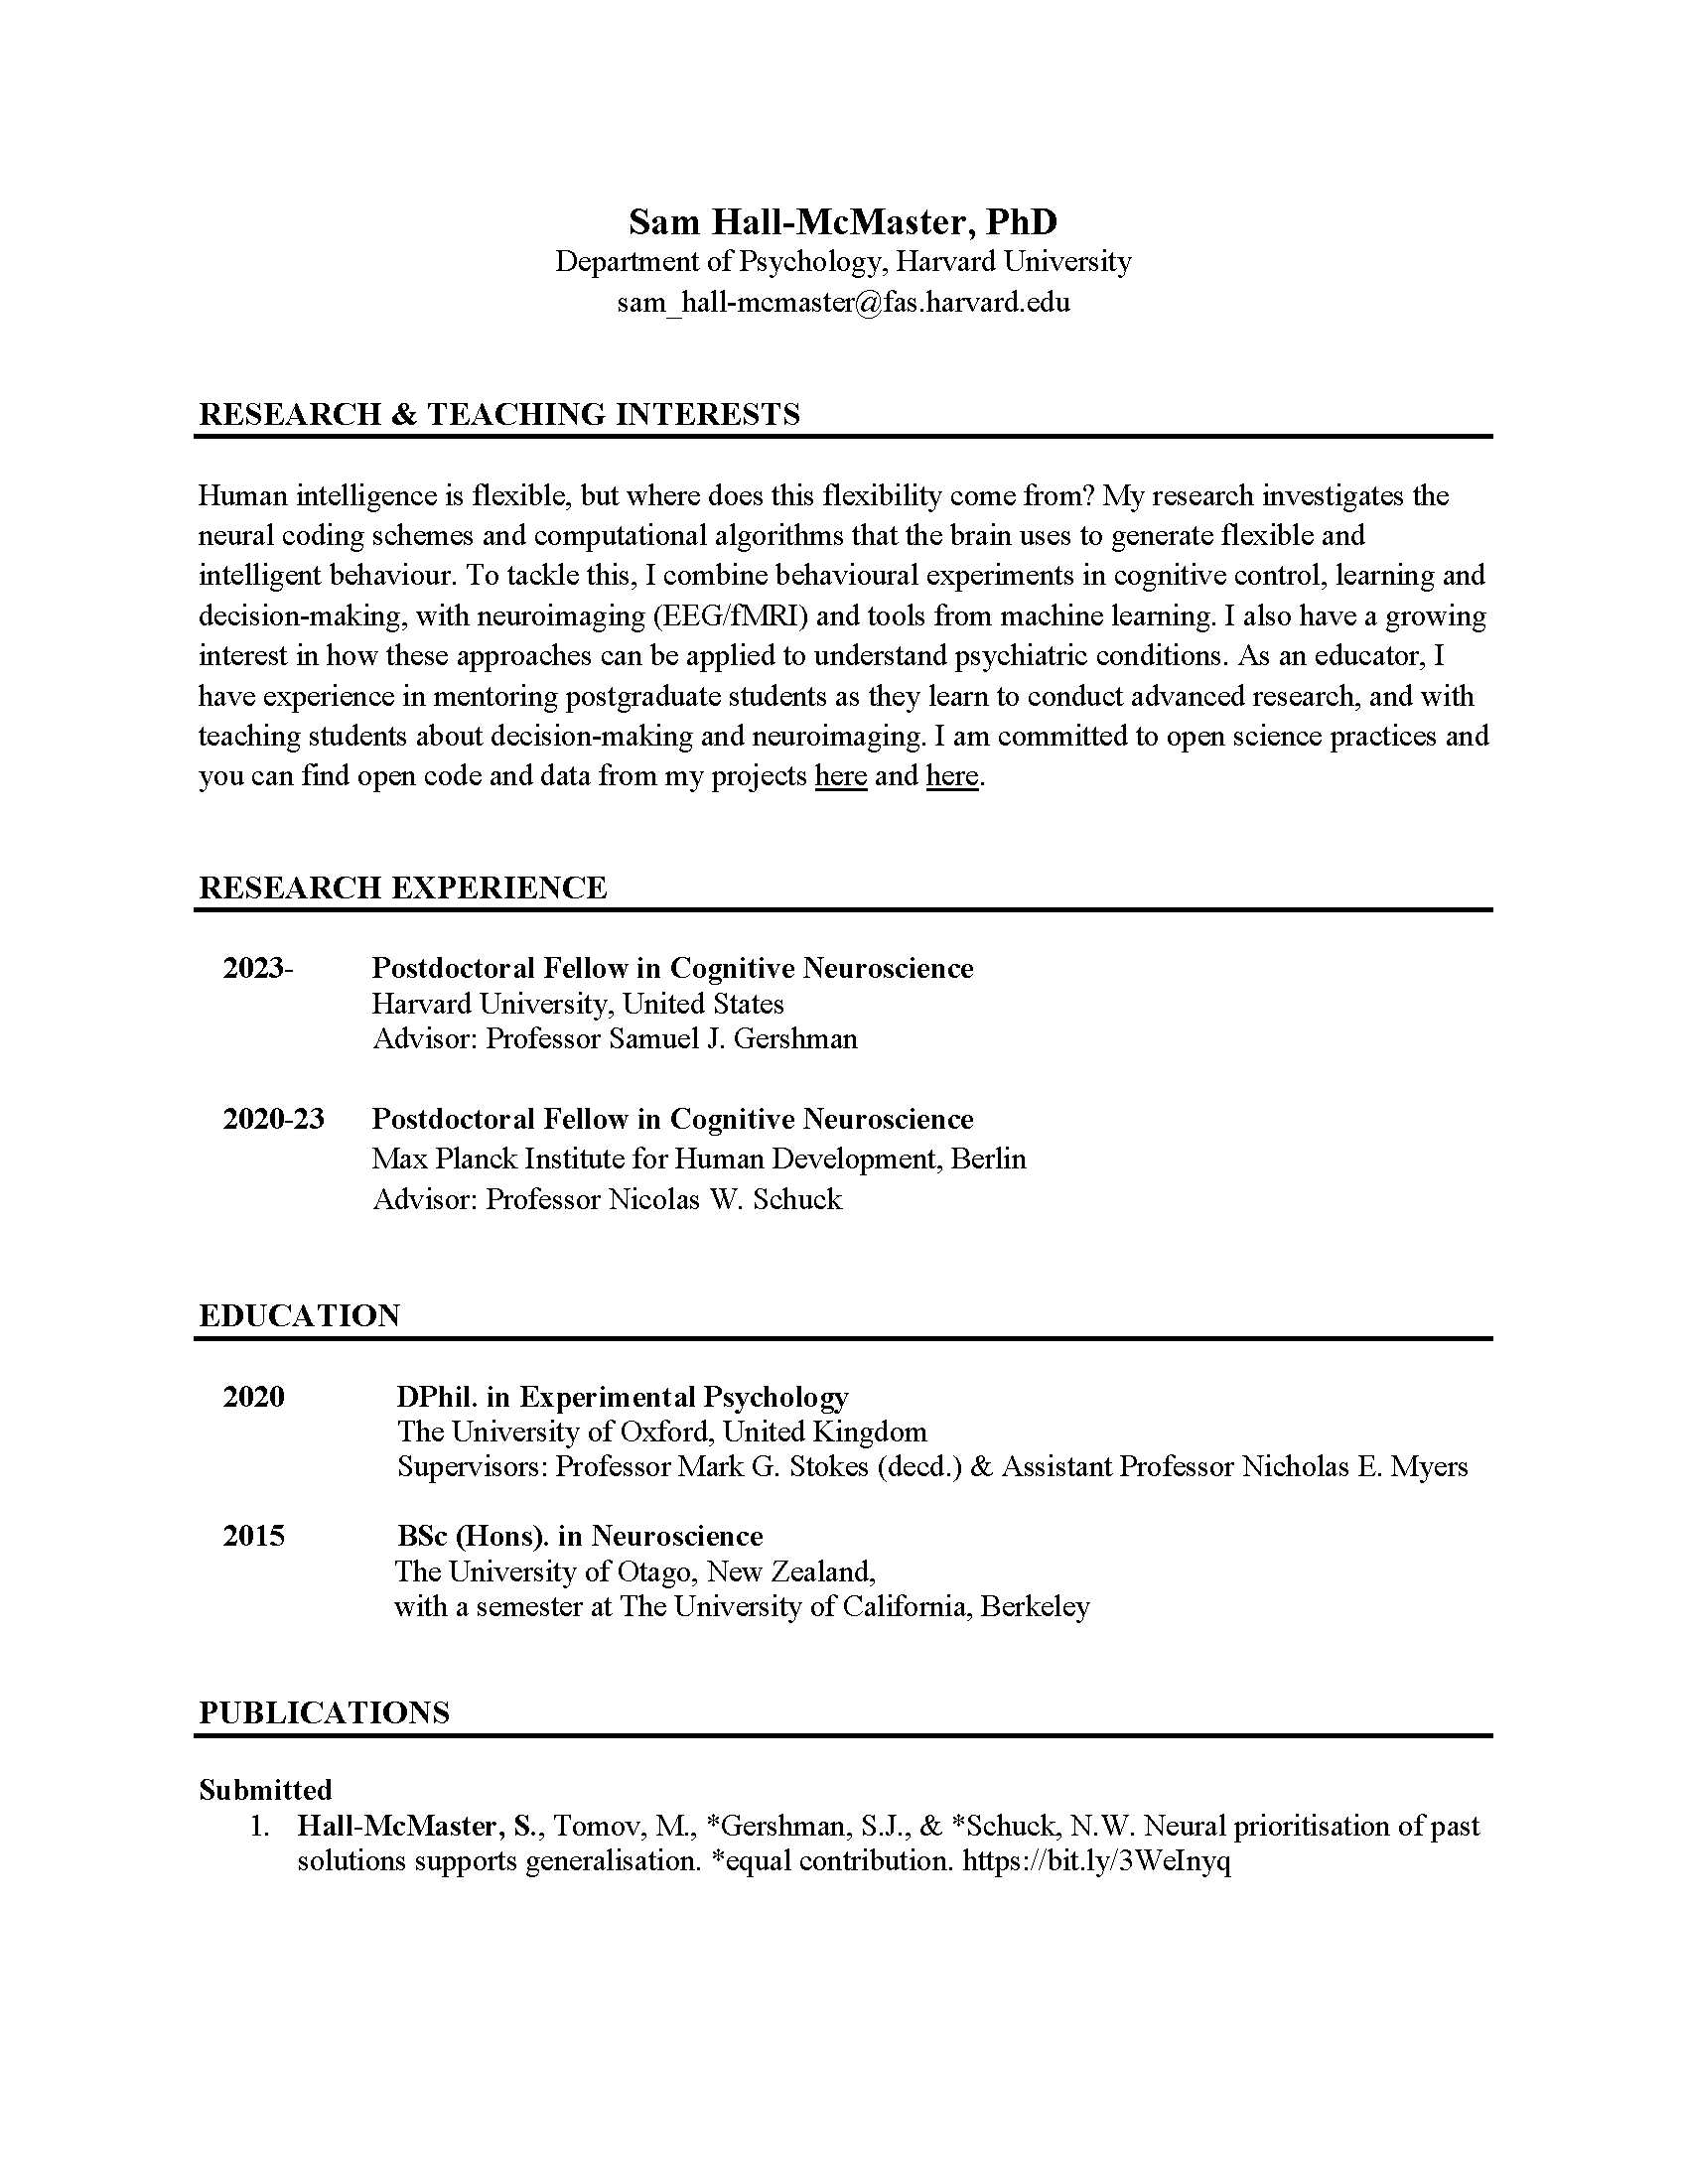 Sam Hall-McMaster, PhD
Department of Psychology, Harvard University
sam_hall-mcmaster@fas.harvard.edu
RESEARCH & TEACHING INTERESTS
Human intelligence is flexible, but where does this flexibility come from? My research investigates the
neural coding schemes and computational algorithms that the brain uses to generate flexible and
intelligent behaviour. To tackle this, I combine behavioural experiments in cognitive control, learning and
decision-making, with neuroimaging (EEG/fMRI) and tools from machine learning. I also have a growing
interest in how these approaches can be applied to understand psychiatric conditions. As an educator, I
have experience in mentoring postgraduate students as they learn to conduct advanced research, and with
teaching students about decision-making and neuroimaging. I am committed to open science practices and
you can find open code and data from my projects here and here.
RESEARCH EXPERIENCE
2023- Postdoctoral Fellow in Cognitive Neuroscience
Harvard University, United States
Advisor: Professor Samuel J. Gershman
2020-23 Postdoctoral Fellow in Cognitive Neuroscience
Max Planck Institute for Human Development, Berlin
Advisor: Professor Nicolas W. Schuck
EDUCATION
2020 DPhil. in Experimental Psychology
The University of Oxford, United Kingdom
Supervisors: Professor Mark G. Stokes (decd.) & Assistant Professor Nicholas E. Myers
2015 BSc (Hons). in Neuroscience
The University of Otago, New Zealand,
with a semester at The University of California, Berkeley
PUBLICATIONS
Submitted
1. Hall-McMaster, S., Tomov, M., *Gershman, S.J., & *Schuck, N.W. Neural prioritisation of past
solutions supports generalisation. *equal contribution. https://bit.ly/3WeInyq